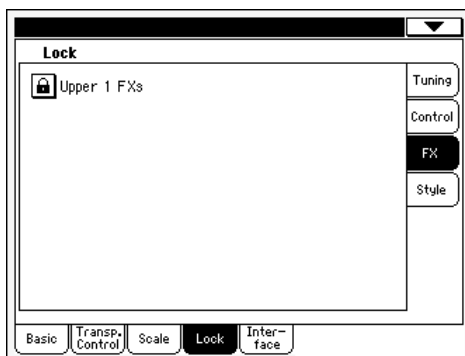 Lock
Upper 1 FXs
Tuning
Control
FX
Style
Basic
Transp.
Control
Scale
Lock
Inter-
face